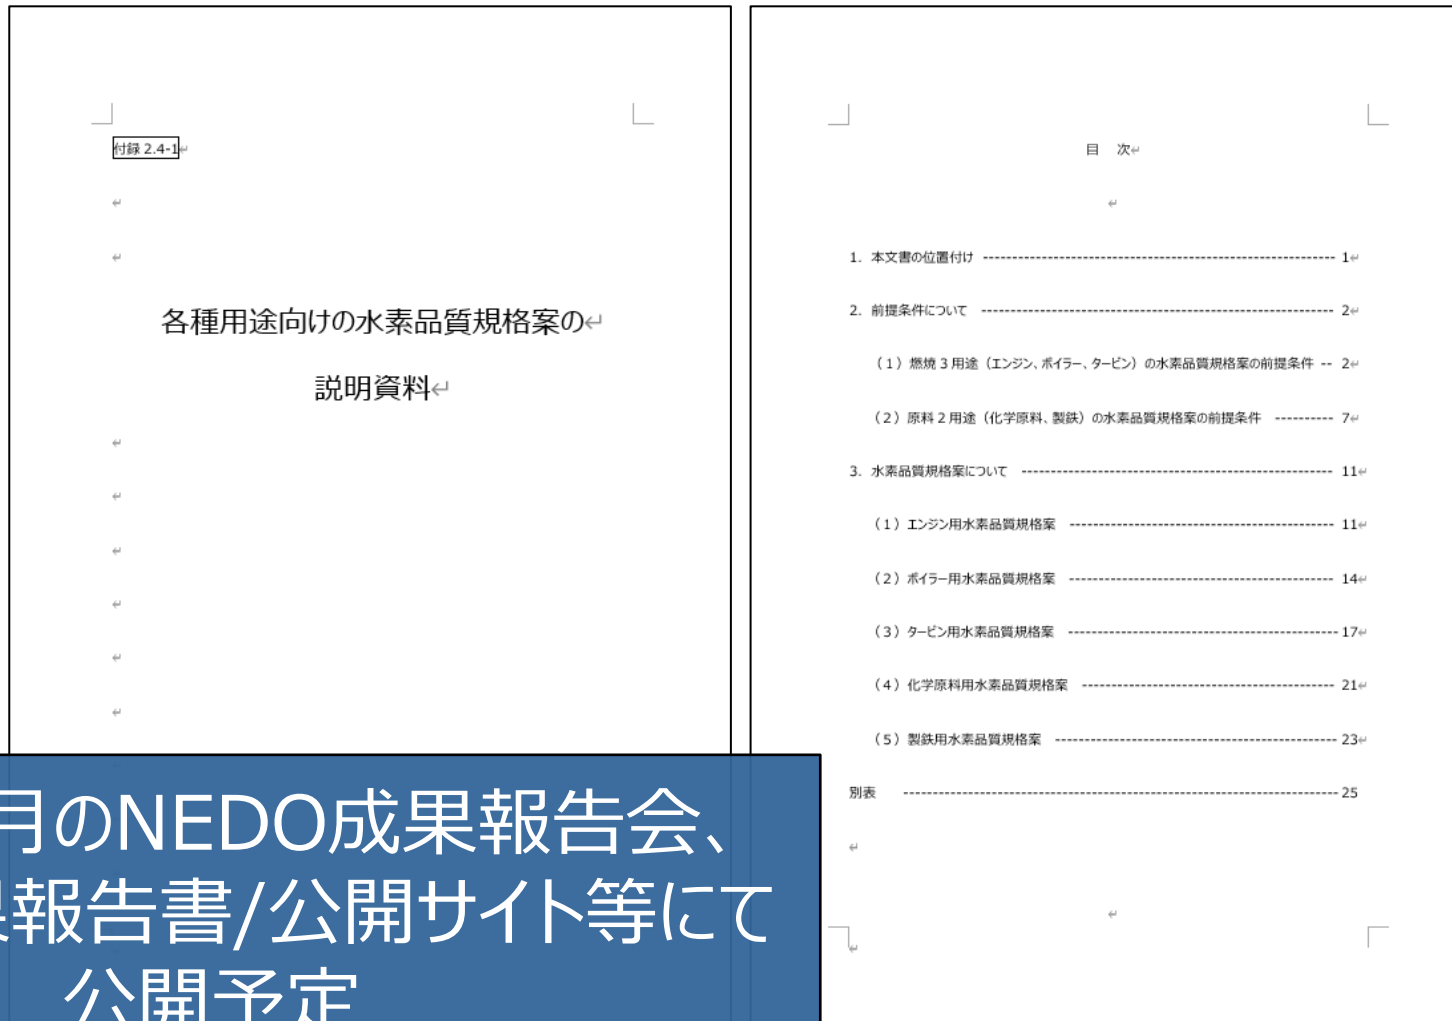 付録 2.4-1
各種用途向けの水素品質規格案の
説明資料
目　次
1. 本文書の位置付け ------------------------------------------------------------ 1
2. 前提条件について ------------------------------------------------------------ 2
（1）燃焼 3 用途（エンジン、ボイラー、タービン）の水素品質規格案の前提条件 -- 2
（2）原料 2 用途（化学原料、製鉄）の水素品質規格案の前提条件 ---------- 7
3. 水素品質規格案について ----------------------------------------------------- 11
（1）エンジン用水素品質規格案 --------------------------------------------- 11
（2）ボイラー用水素品質規格案 --------------------------------------------- 14
（3）タービン用水素品質規格案 ---------------------------------------------- 17
（4）化学原料用水素品質規格案 ------------------------------------------- 21
（5）製鉄用水素品質規格案 ------------------------------------------------ 23
別表 -------------------------------------------------------------------------- 25
月のNEDO成果報告会、
報告書/公開サイト等にて
公開予定